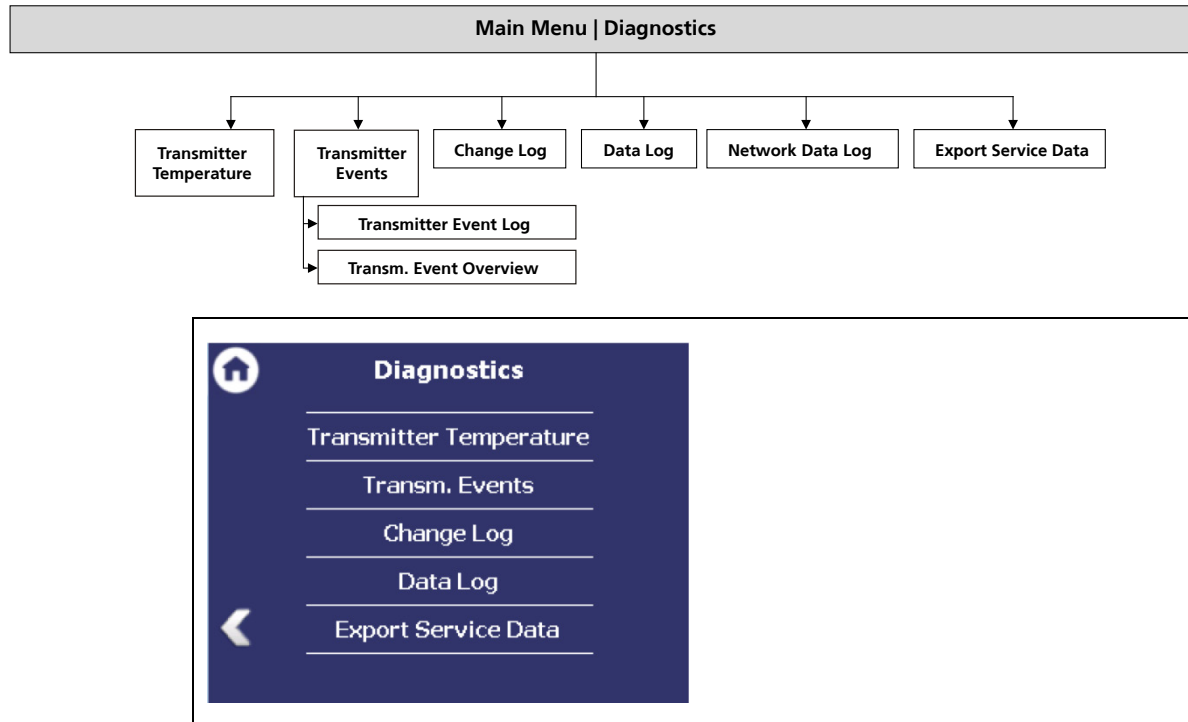 Main Menu | Diagnostics
Transmitter
Temperature
Transmitter
Events
Change Log
Data Log
Network Data Log
Export Service Data
Transmitter Event Log
Transm. Event Overview
Diagnostics
Transmitter Temperature
Transm. Events
Change Log
Data Log
Export Service Data